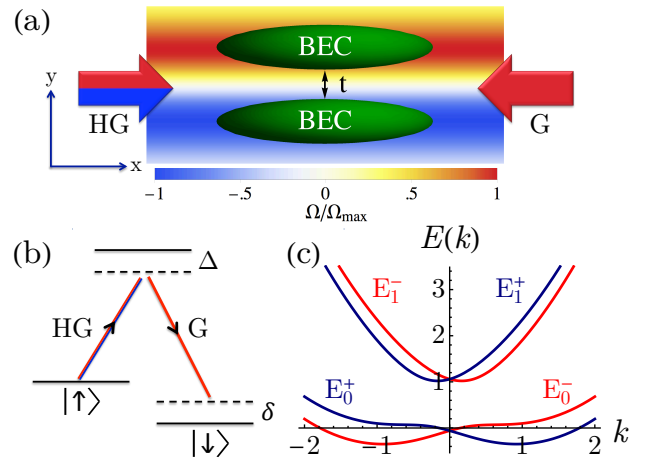 (a)
BEC
y
t
HG
BEC
G
x
−1 −.5 0 .5 1
Ω/Ωmax
(b)
Δ
HG
G
|↑⟩
δ
|↓⟩
(c)
E(k)
3
E₁⁻ E₁⁺
2
1
E₀⁺ E₀⁻
k
−2 −1 1 2